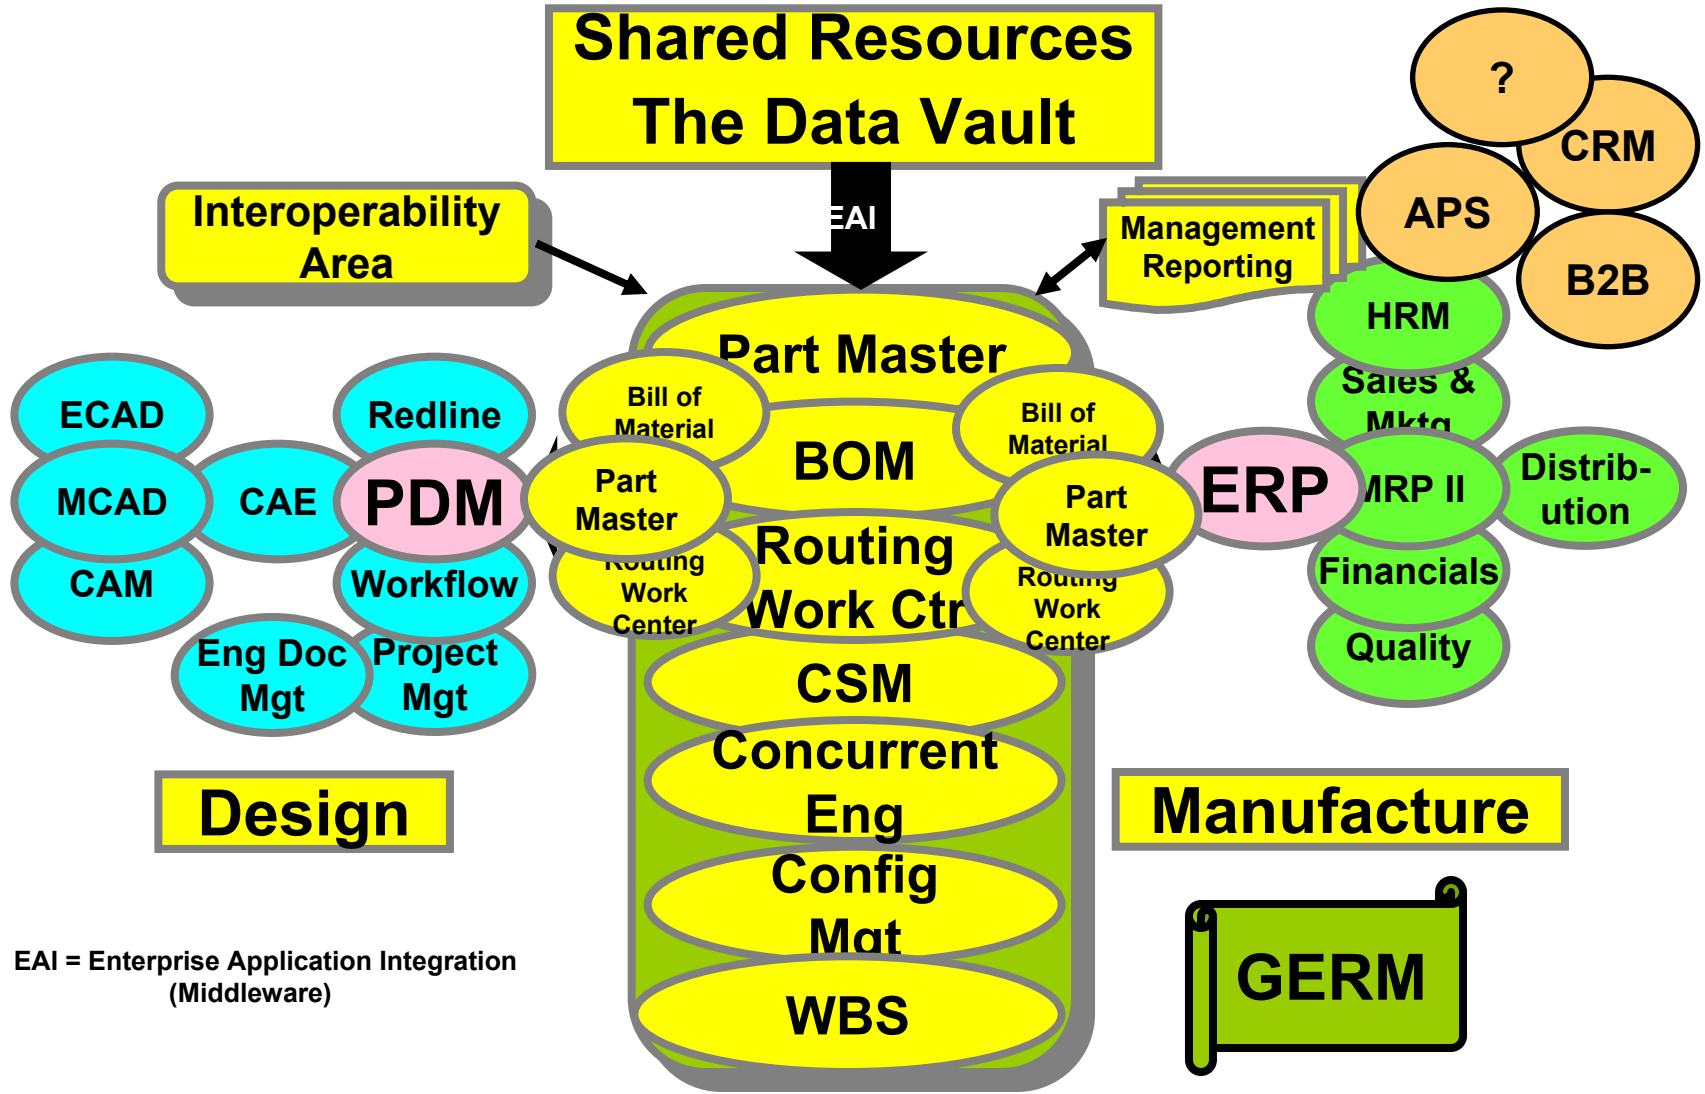 Shared Resources
The Data Vault
EAI
Interoperability
Area
Management
Reporting
?
CRM
APS
B2B
HRM
Sales &
Mktg
ERP
MRP II
Distrib-
ution
Financials
Quality
Part Master
BOM
Routing
Work Ctr
CSM
Concurrent
Eng
Config
Mgt
WBS
Bill of
Material
Part
Master
Routing
Work
Center
Bill of
Material
Part
Master
Routing
Work
Center
ECAD
MCAD
CAM
CAE
Redline
PDM
Workflow
Eng Doc
Mgt
Project
Mgt
Design
Manufacture
GERM
EAI = Enterprise Application Integration
(Middleware)